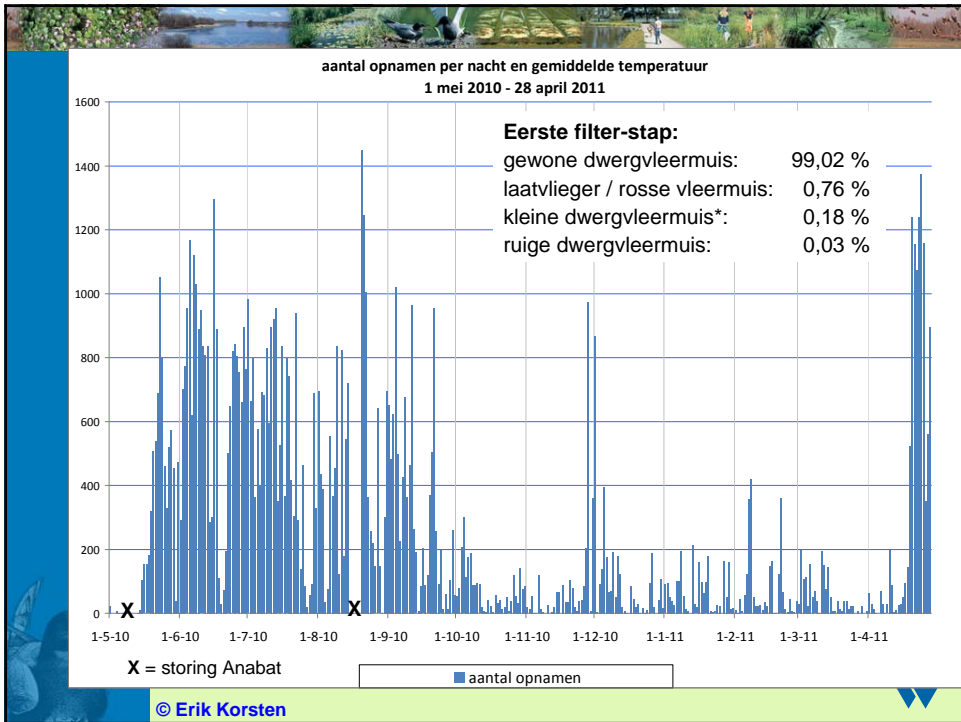 aantal opnamen per nacht en gemiddelde temperatuur
1 mei 2010 - 28 april 2011
Eerste filter-stap:
gewone dwergvleermuis: 99,02 %
laatvlieger / rosse vleermuis: 0,76 %
kleine dwergvleermuis*: 0,18 %
ruige dwergvleermuis: 0,03 %
1600
1400
1200
1000
800
600
400
200
0
X
X
1-5-10 1-6-10 1-7-10 1-8-10 1-9-10 1-10-10 1-11-10 1-12-10 1-1-11 1-2-11 1-3-11 1-4-11
X = storing Anabat
aantal opnamen
© Erik Korsten